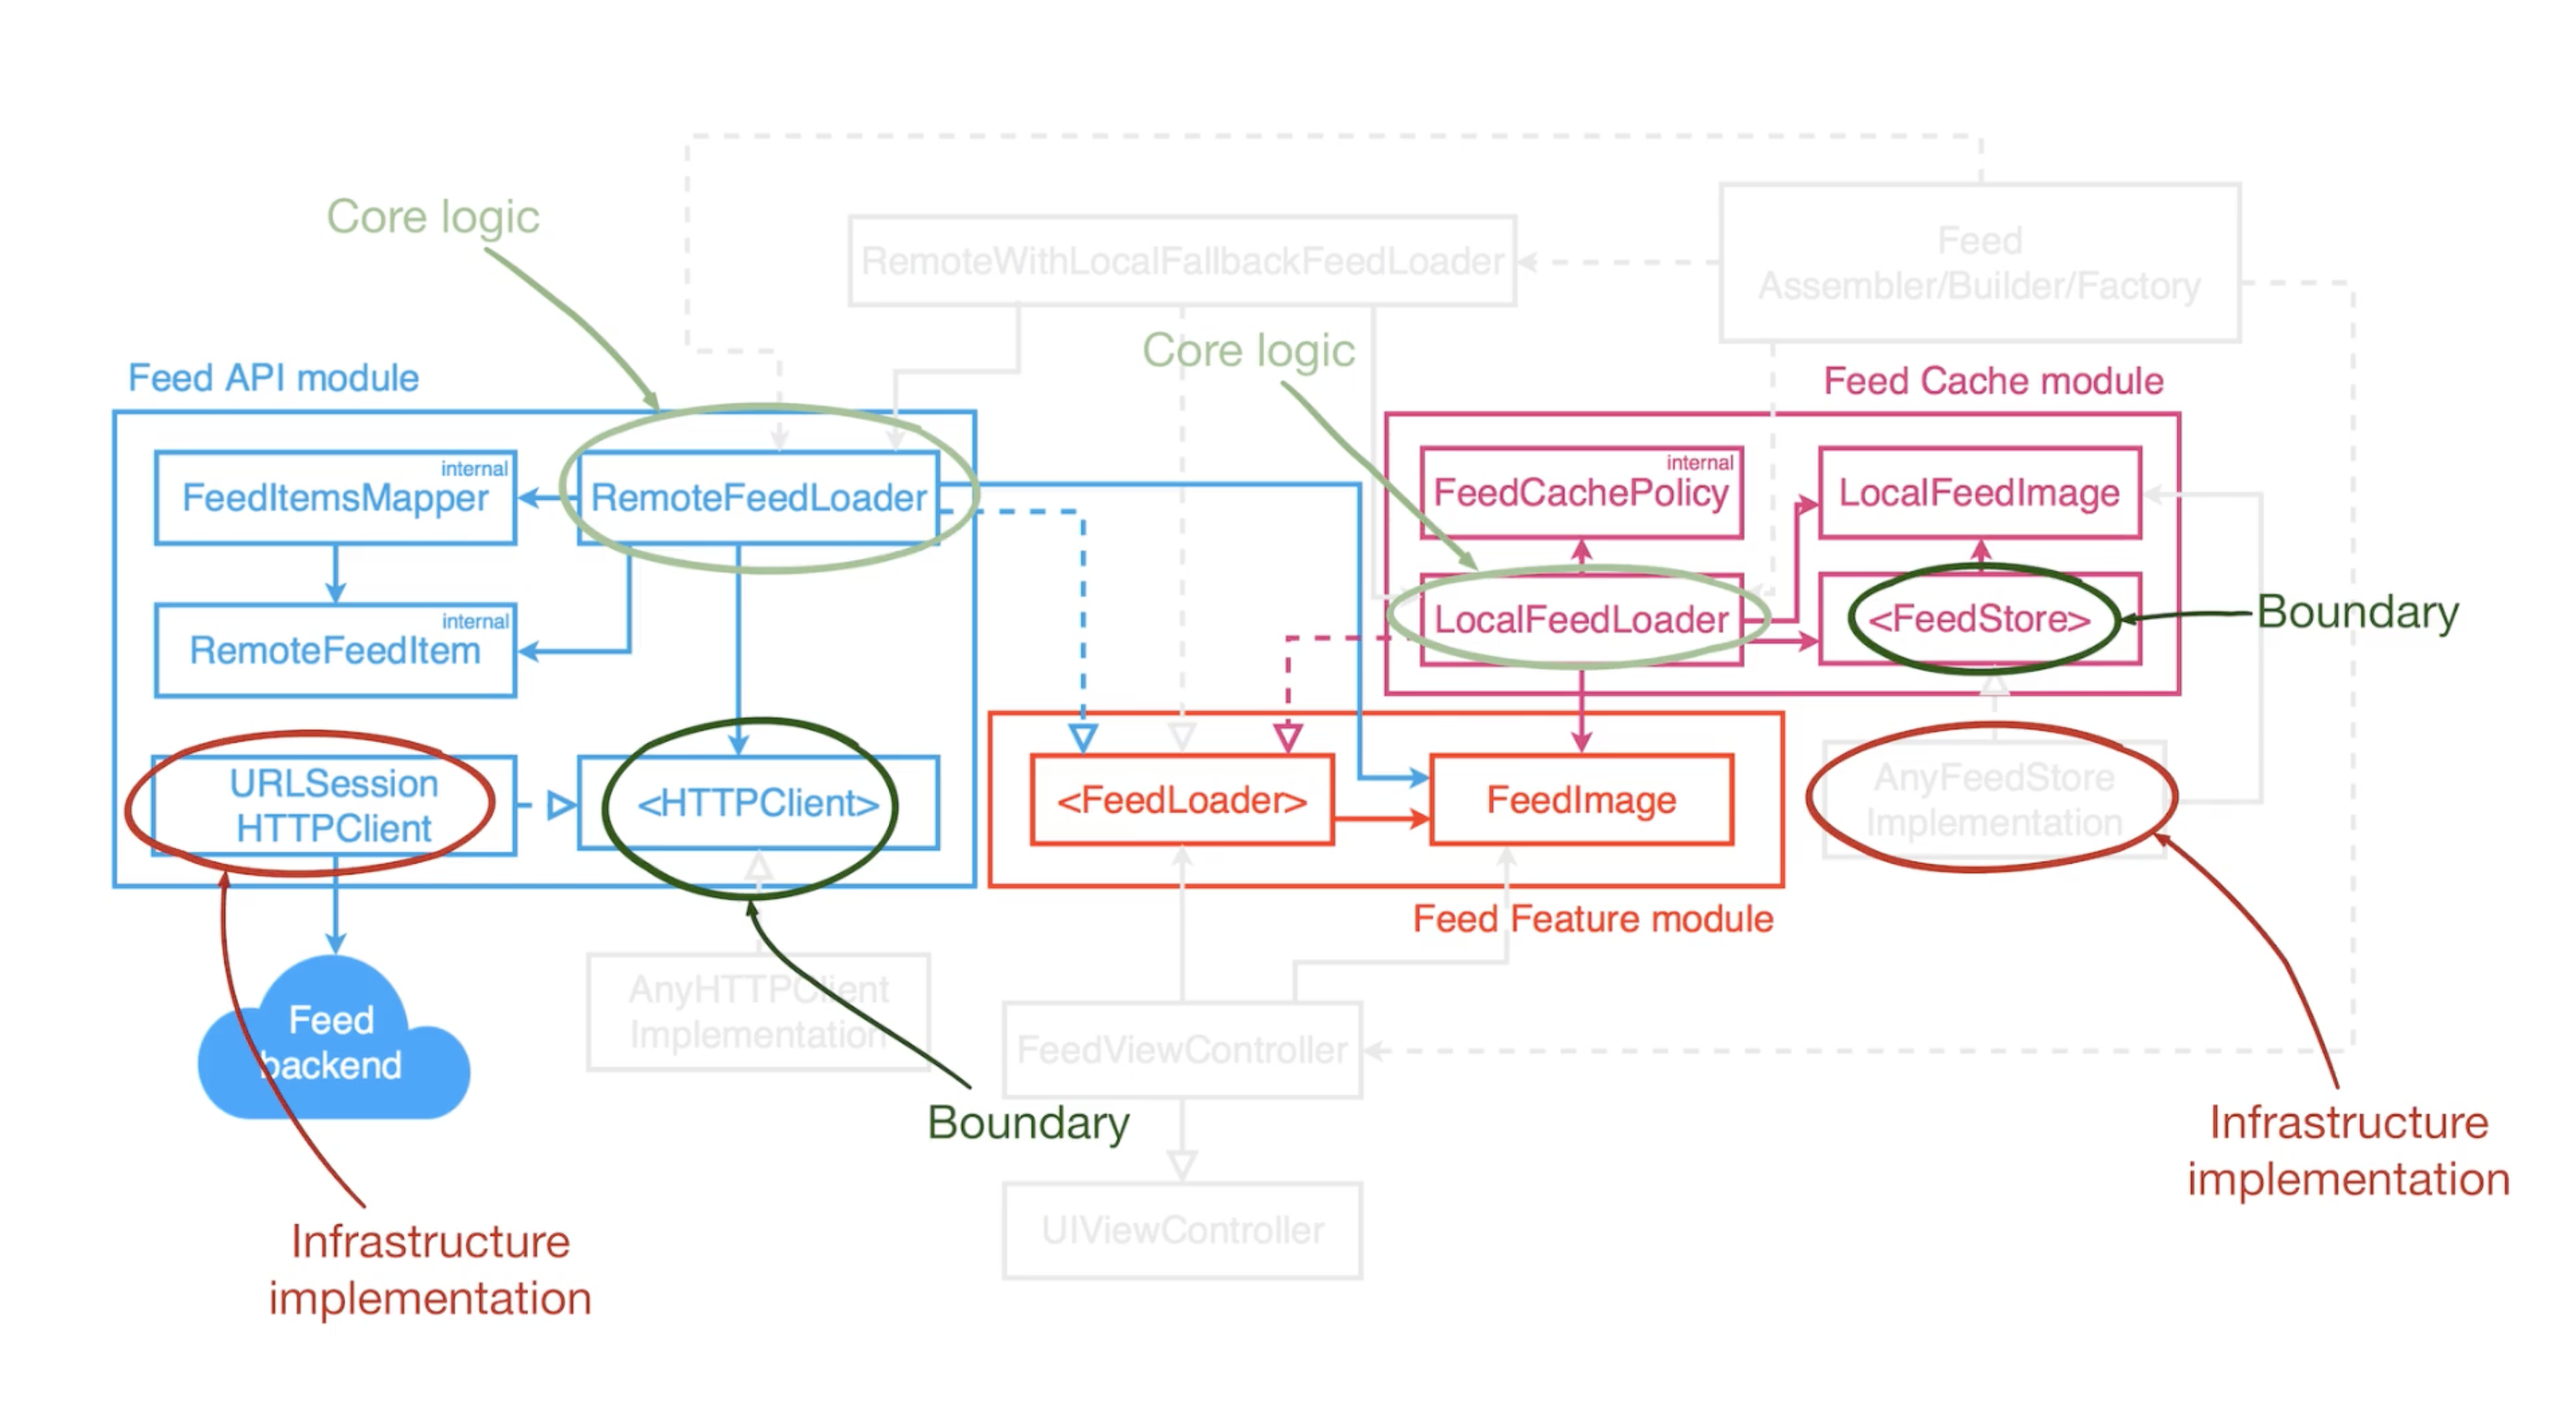 Core logic
RemoteWithLocalFallbackFeedLoader
Feed
Assembler/Builder/Factory
Core logic
Feed API module
Feed Cache module
internal
FeedItemsMapper
RemoteFeedLoader
internal
FeedCachePolicy
LocalFeedImage
internal
RemoteFeedItem
LocalFeedLoader
<FeedStore>
Boundary
URLSession
HTTPClient
<HTTPClient>
<FeedLoader>
FeedImage
AnyFeedStore
Implementation
Feed Feature module
Feed
backend
AnyHTTPClient
Implementation
FeedViewController
Boundary
Infrastructure
implementation
UIViewController
Infrastructure
implementation